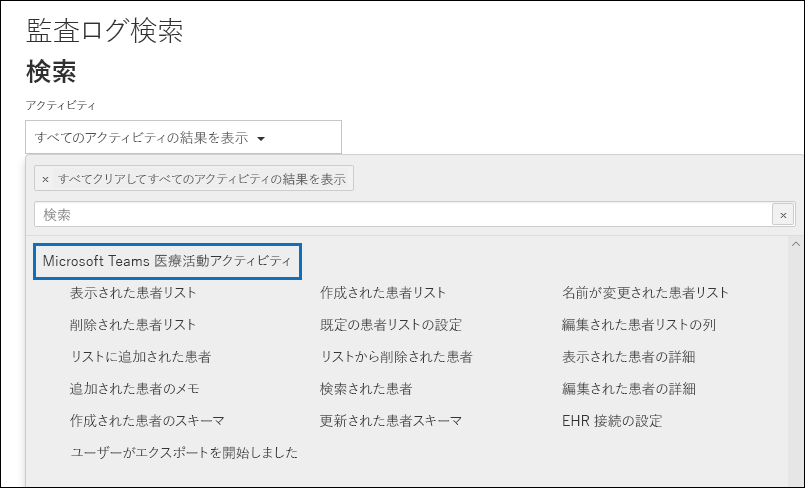 監査ログ検索
検索
アクティビティ
すべてのアクティビティの結果を表示
× すべてクリアしてすべてのアクティビティの結果を表示
検索 ×
Microsoft Teams 医療活動アクティビティ
表示された患者リスト 作成された患者リスト 名前が変更された患者リスト
削除された患者リスト 既定の患者リストの設定 編集された患者リストの列
リストに追加された患者 リストから削除された患者 表示された患者の詳細
追加された患者のメモ 検索された患者 編集された患者の詳細
作成された患者のスキーマ 更新された患者スキーマ EHR 接続の設定
ユーザーがエクスポートを開始しました